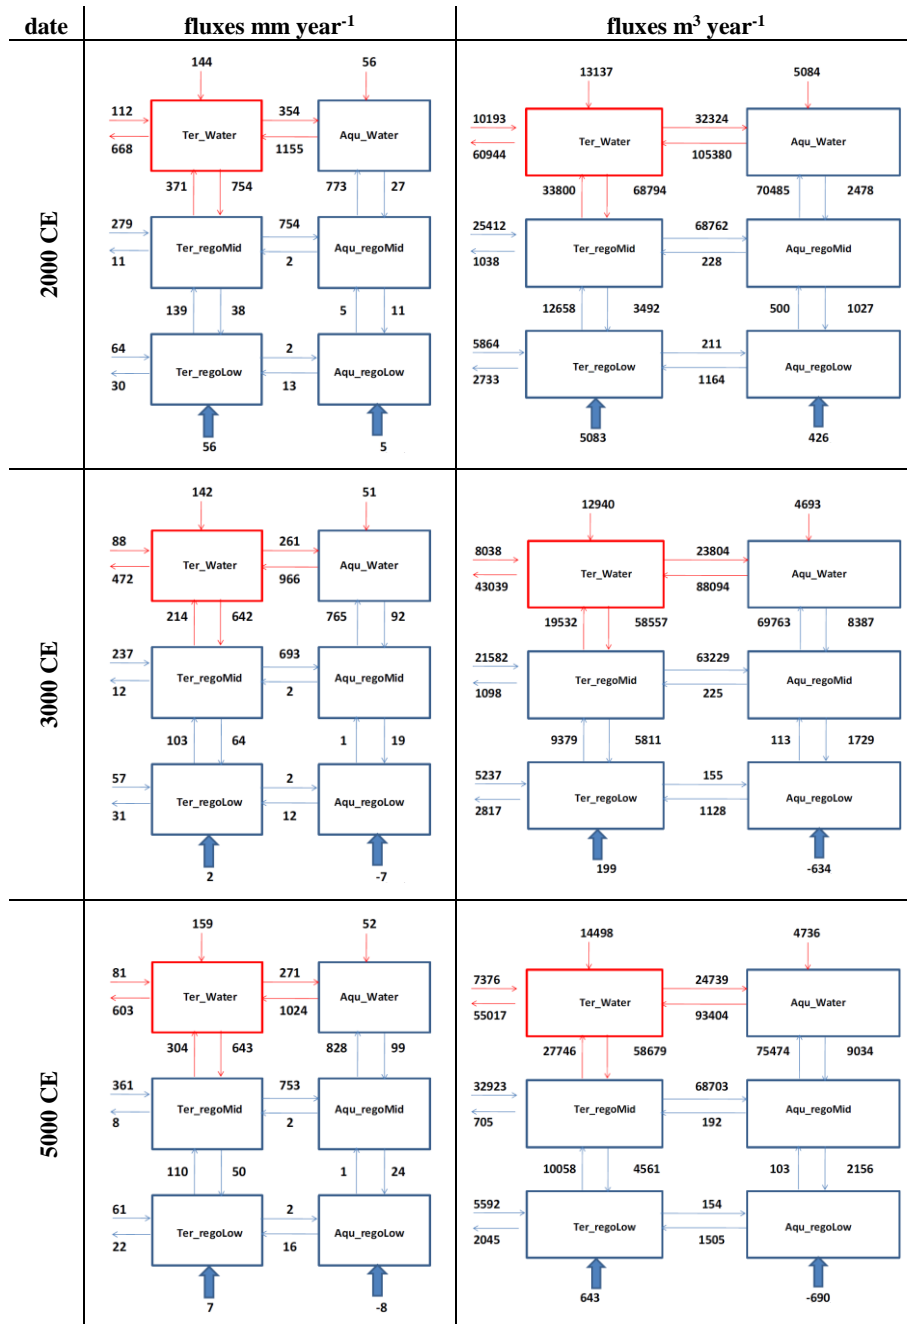 date fluxes mm year-1 fluxes m3 year-1
2000 CE
144 56
112 354
Ter_Water Aqu_Water
668 1155
371 754 773 27
279 754
Ter_regoMid Aqu_regoMid
11 2
139 38 5 11
64 2
Ter_regoLow Aqu_regoLow
30 13
56 5
13137 5084
10193 32324
Ter_Water Aqu_Water
60944 105380
33800 68794 70485 2478
25412 68762
Ter_regoMid Aqu_regoMid
1038 228
12658 3492 500 1027
5864 211
Ter_regoLow Aqu_regoLow
2733 1164
5083 426
3000 CE
142 51
88 261
Ter_Water Aqu_Water
472 966
214 642 765 92
237 693
Ter_regoMid Aqu_regoMid
12 2
103 64 1 19
57 2
Ter_regoLow Aqu_regoLow
31 12
2 -7
12940 4693
8038 23804
Ter_Water Aqu_Water
43039 88094
19532 58557 69763 8387
21582 63229
Ter_regoMid Aqu_regoMid
1098 225
9379 5811 113 1729
5237 155
Ter_regoLow Aqu_regoLow
2817 1128
199 -634
5000 CE
159 52
81 271
Ter_Water Aqu_Water
603 1024
304 643 828 99
361 753
Ter_regoMid Aqu_regoMid
8 2
110 50 1 24
61 2
Ter_regoLow Aqu_regoLow
22 16
7 -8
14498 4736
7376 24739
Ter_Water Aqu_Water
55017 93404
27746 58679 75474 9034
32923 68703
Ter_regoMid Aqu_regoMid
705 192
10058 4561 103 2156
5592 154
Ter_regoLow Aqu_regoLow
2045 1505
643 -690